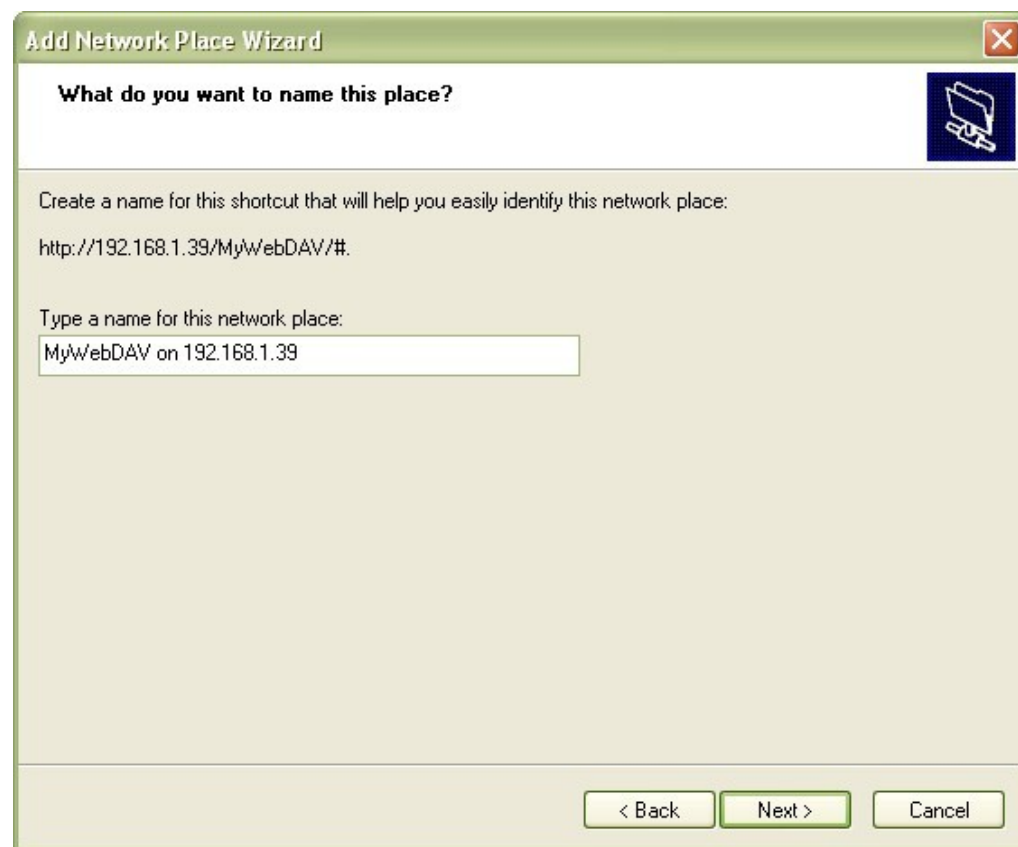 Add Network Place Wizard
What do you want to name this place?
Create a name for this shortcut that will help you easily identify this network place:
http://192.168.1.39/MyWebDAV/#.
Type a name for this network place:
MyWebDAV on 192.168.1.39
< Back Next > Cancel